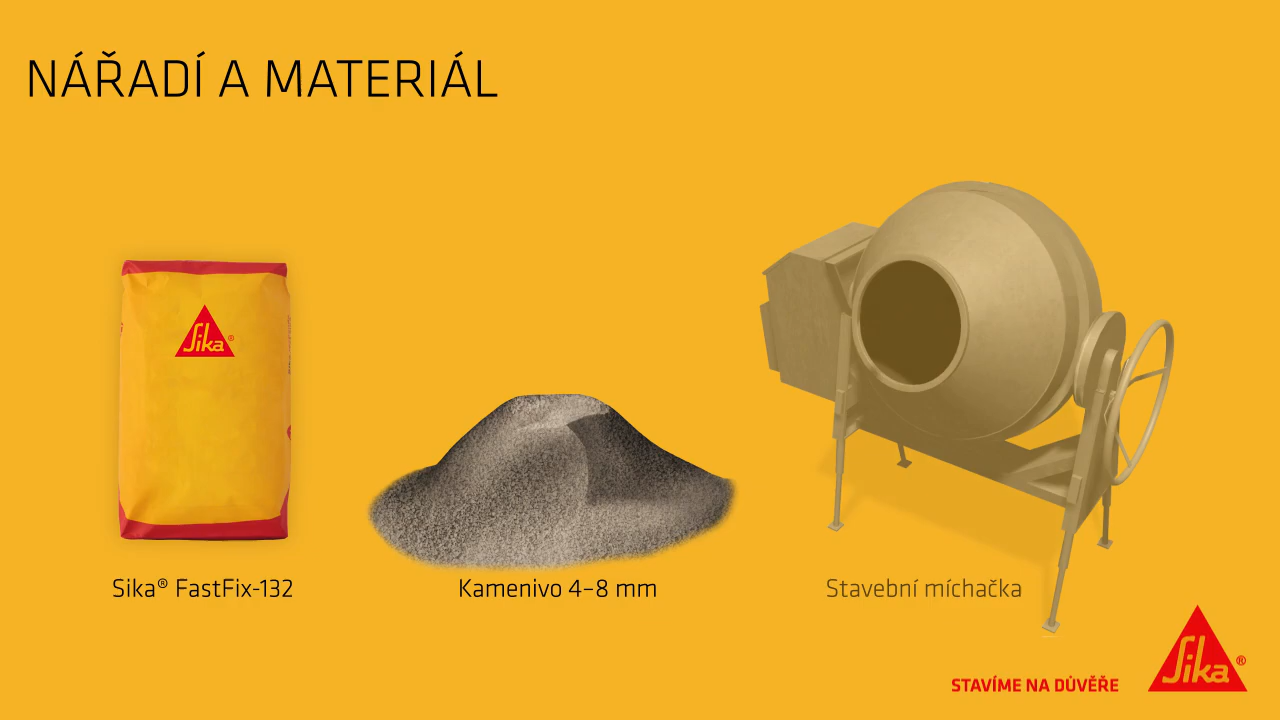 NÁŘADÍ A MATERIÁL
Sika®
Sika® FastFix-132
Kamenivo 4–8 mm
Stavební míchačka
STAVÍME NA DŮVĚŘE
Sika®